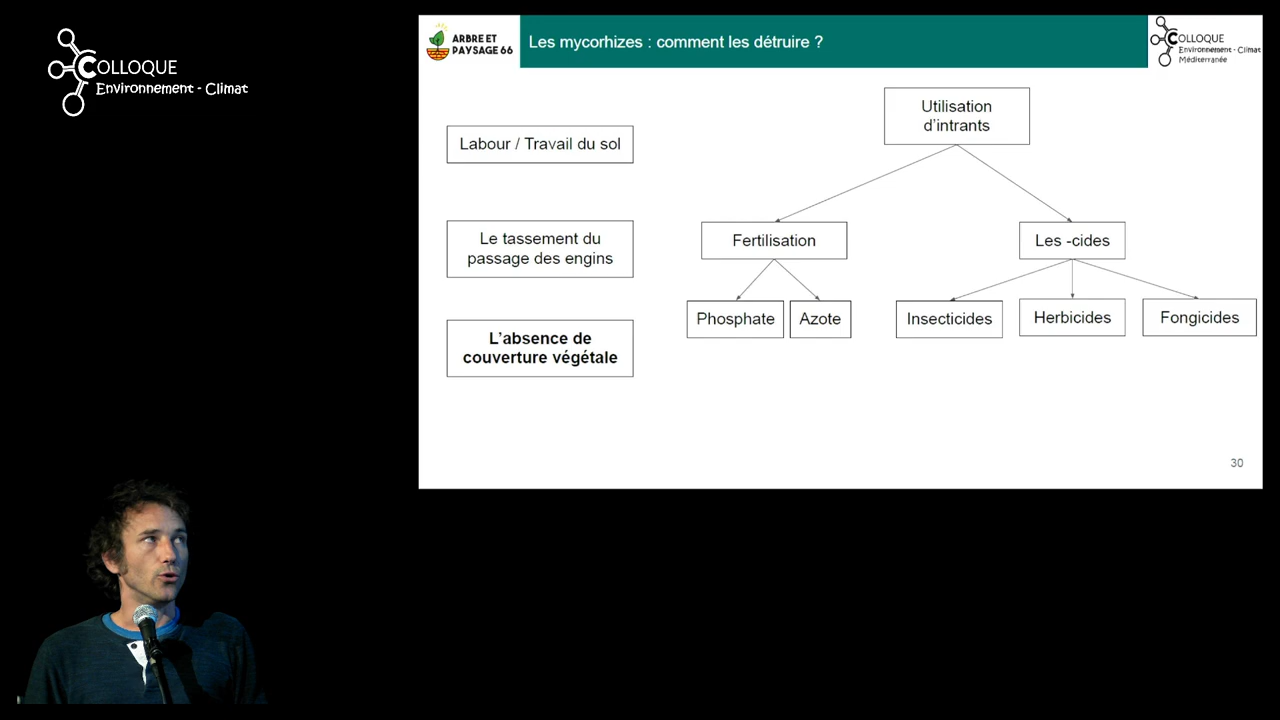 COLLOQUE
Environnement - Climat
ARBRE ET
PAYSAGE 66
Les mycorhizes : comment les détruire ?
COLLOQUE
Environnement - Climat
Méditerranée
Labour / Travail du sol
Le tassement du
passage des engins
L'absence de
couverture végétale
Utilisation
d'intrants
Fertilisation
Les -cides
Phosphate
Azote
Insecticides
Herbicides
Fongicides
30